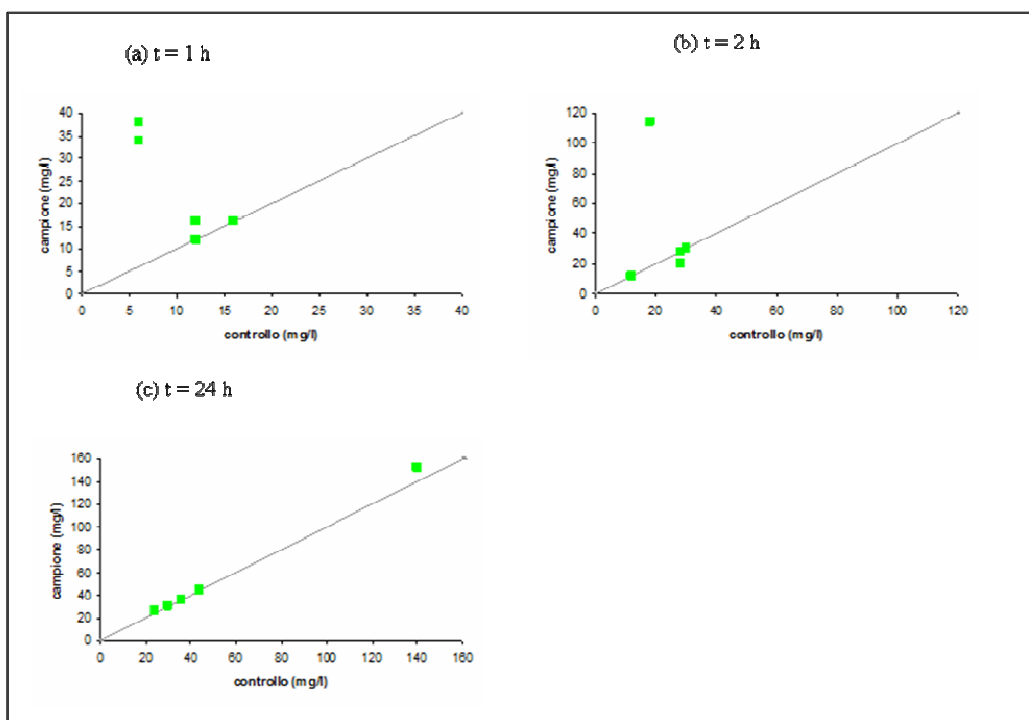 (a) t = 1 h
40
35
30
25
20
15
10
5
0
campione (mg/l)
0 5 10 15 20 25 30 35 40
controllo (mg/l)
(b) t = 2 h
120
100
80
60
40
20
0
campione (mg/l)
0 20 40 60 80 100 120
controllo (mg/l)
(c) t = 24 h
160
140
120
100
80
60
40
20
0
campione (mg/l)
0 20 40 60 80 100 120 140 160
controllo (mg/l)